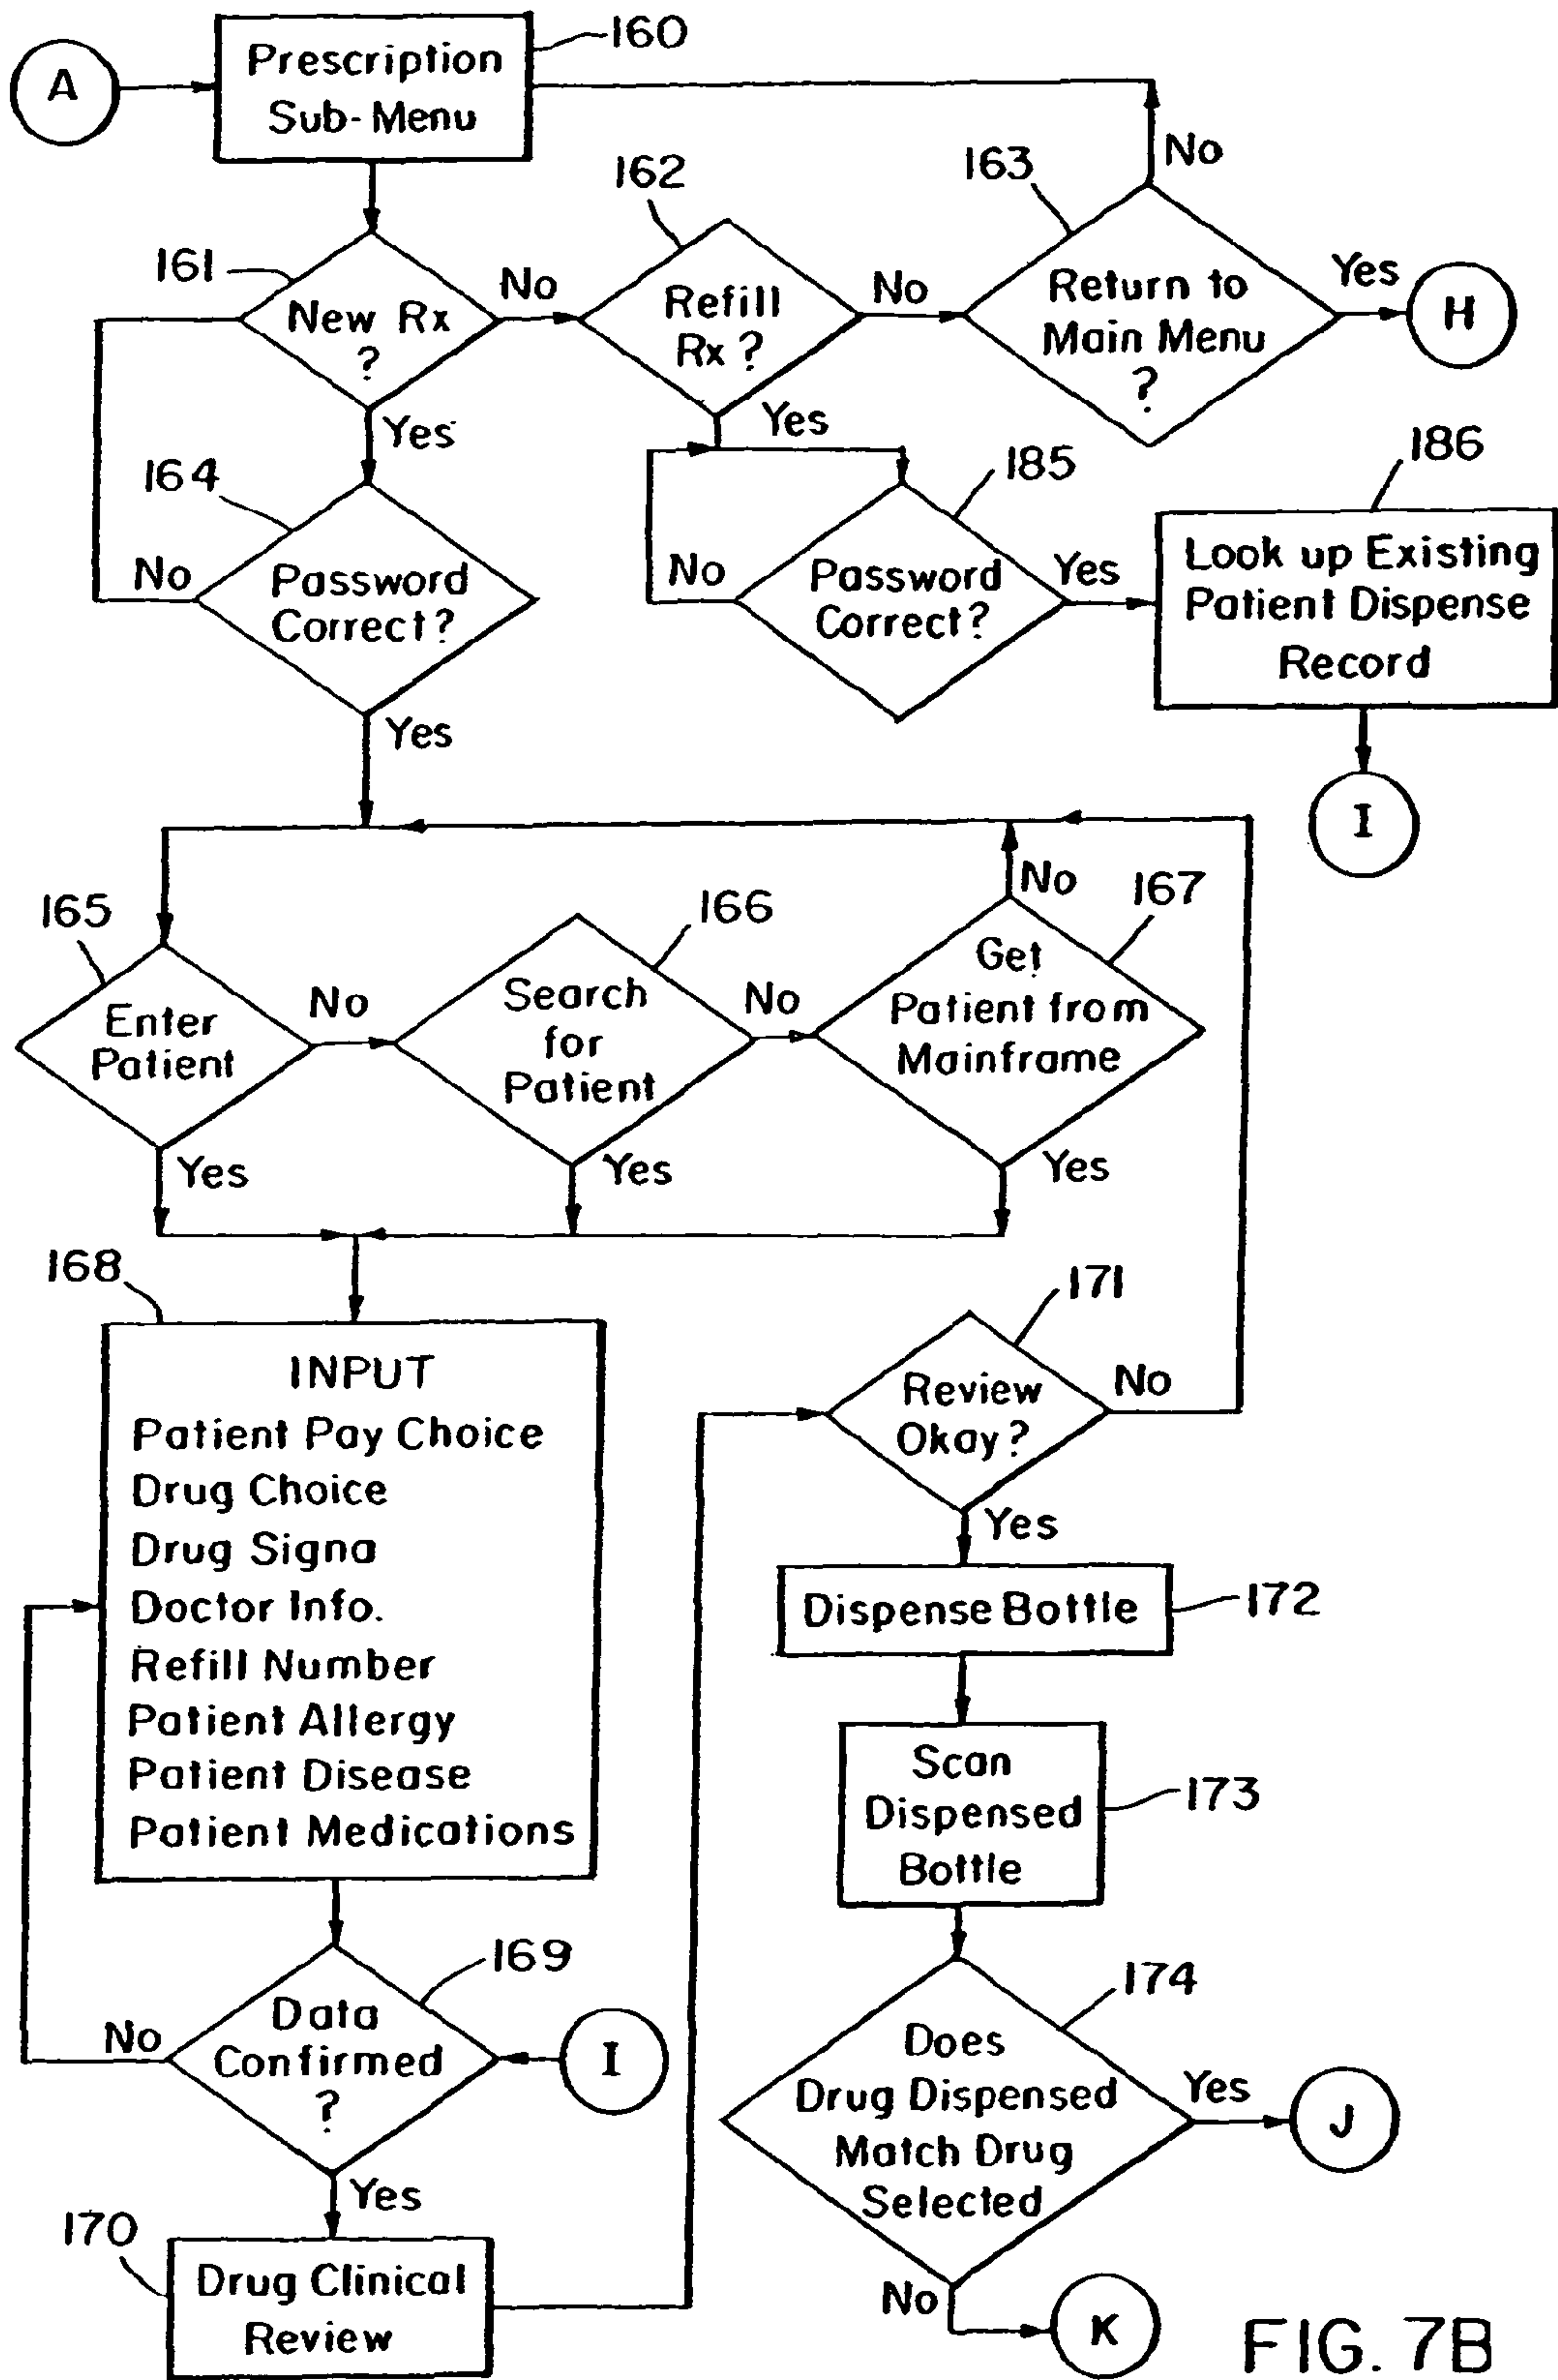 160
A
Prescription
Sub-Menu
No
162
163
161
New Rx
?
No
Refill
Rx?
No
Return to
Main Menu
?
Yes
H
Yes
Yes
164
185
186
No
Password
Correct?
No
Password
Correct?
Yes
Look up Existing
Patient Dispense
Record
Yes
I
165
166
No
167
Enter
Patient
No
Search
for
Patient
No
Get
Patient from
Mainframe
Yes
Yes
Yes
168
171
INPUT
Patient Pay Choice
Drug Choice
Drug Signa
Doctor Info.
Refill Number
Patient Allergy
Patient Disease
Patient Medications
Review
Okay?
No
Yes
Dispense Bottle
172
Scan
Dispensed
Bottle
173
169
No
Data
Confirmed
?
I
174
Does
Drug Dispensed
Match Drug
Selected
Yes
J
Yes
170
Drug Clinical
Review
No
K
FIG. 7B